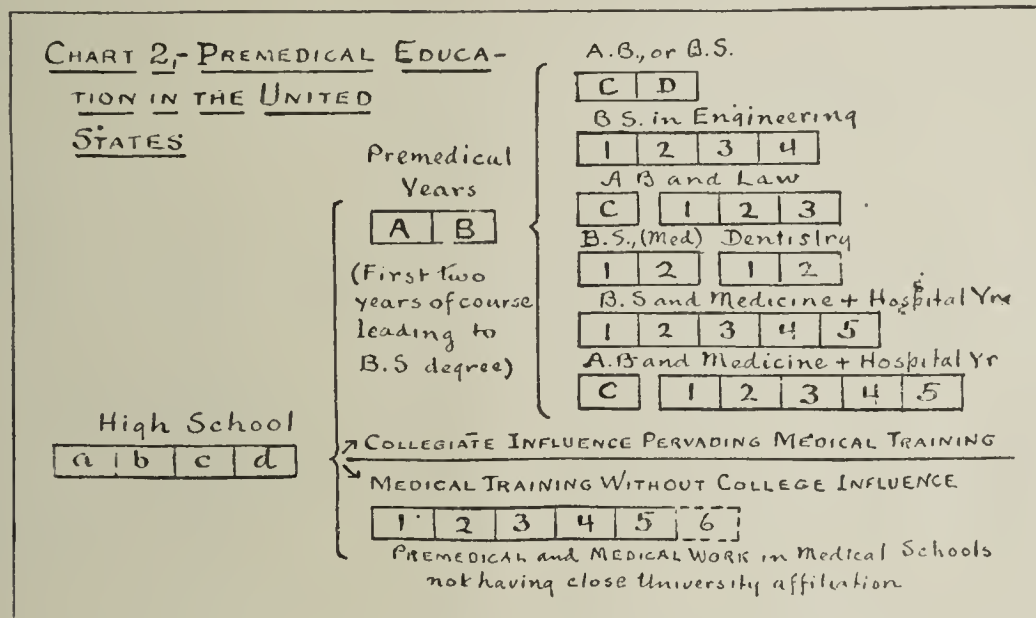 CHART 2,- PREMEDICAL EDUCA-
TION IN THE UNITED
STATES
High School
a b c d
Premedical
Years
A B
(First two
years of course
leading to
B.S degree)
A.B., or B.S.
C D
B S. in Engineering
1 2 3 4
A B and Law
C 1 2 3
B.S., (Med) Dentistry
1 2 1 2
B.S and Medicine + Hospital Yr
1 2 3 4 5
A.B and Medicine + Hospital Yr
C 1 2 3 4 5
COLLEGIATE INFLUENCE PERVADING MEDICAL TRAINING
MEDICAL TRAINING WITHOUT COLLEGE INFLUENCE
1 2 3 4 5 6
PREMEDICAL and MEDICAL WORK in Medical Schools
not having close University affiliation